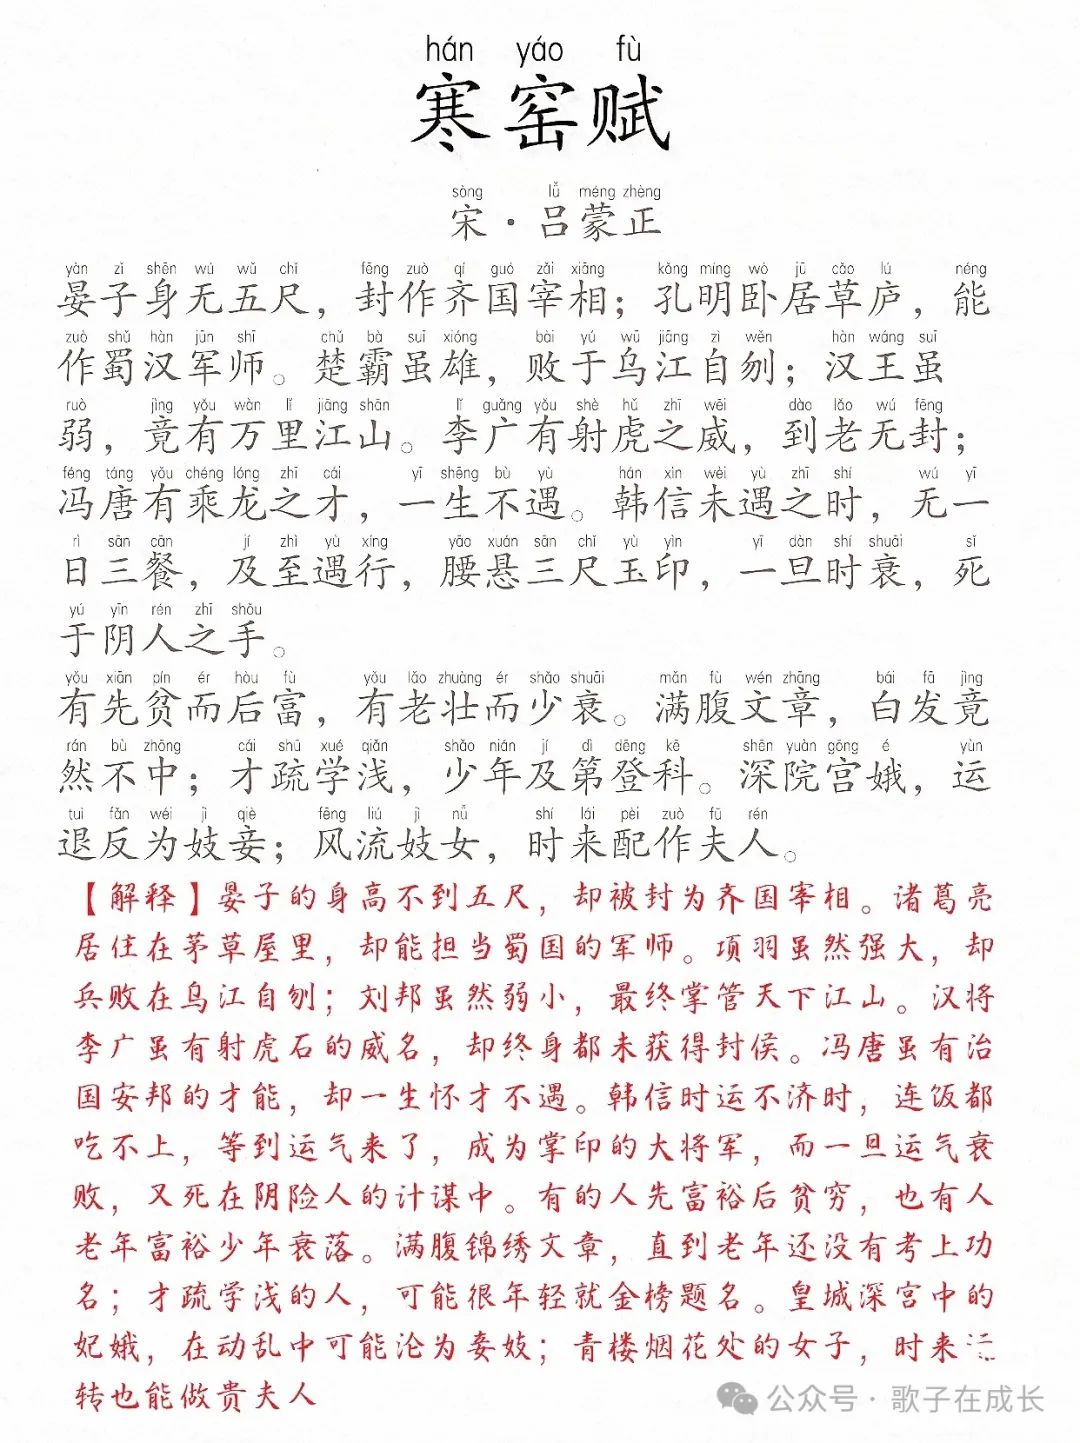 hán yáo fù
寒窑赋
sòng lǚ méng zhèng
宋·吕蒙正
yàn zǐ shēn wú wǔ chǐ fēng zuò qí guó zǎi xiāng kǒng míng wò jū cǎo lú néng
晏子身无五尺，封作齐国宰相；孔明卧居草庐，能
zuò shǔ hàn jūn shī chǔ bà suī xióng bài yú wū jiāng zì wěn hàn wáng suī
作蜀汉军师。楚霸虽雄，败于乌江自刎；汉王虽
ruò jìng yǒu wàn lǐ jiāng shān lǐ guǎng yǒu shè hǔ zhī wēi dào lǎo wú fēng
弱，竟有万里江山。李广有射虎之威，到老无封；
féng táng yǒu chéng lóng zhī cái yī shēng bù yù hán xìn wèi yù zhī shí wú yī
冯唐有乘龙之才，一生不遇。韩信未遇之时，无一
rì sān cān jí zhì yù xíng yāo xuán sān chǐ yù yìn yī dàn shí shuāi sǐ
日三餐，及至遇行，腰悬三尺玉印，一旦时衰，死
yú yīn rén zhī shǒu
于阴人之手。
yǒu xiān pín ér hòu fù yǒu lǎo zhuàng ér shǎo shuāi mǎn fù wén zhāng bái fā jìng
有先贫而后富，有老壮而少衰。满腹文章，白发竟
rán bù zhōng cái shū xué qiǎn shǎo nián jí dì dēng kē shēn yuàn gōng é yùn
然不中；才疏学浅，少年及第登科。深院宫娥，运
tuì fǎn wéi jì qiè fēng liú jì nǚ shí lái pèi zuò fū rén
退反为妓妾；风流妓女，时来配作夫人。
【解释】晏子的身高不到五尺，却被封为齐国宰相。诸葛亮
居住在茅草屋里，却能担当蜀国的军师。项羽虽然强大，却
兵败在乌江自刎；刘邦虽然弱小，最终掌管天下江山。汉将
李广虽有射虎石的威名，却终身都未获得封侯。冯唐虽有治
国安邦的才能，却一生怀才不遇。韩信时运不济时，连饭都
吃不上，等到运气来了，成为掌印的大将军，而一旦运气衰
败，又死在阴险人的计谋中。有的人先富裕后贫穷，也有人
老年富裕少年衰落。满腹锦绣文章，直到老年还没有考上功
名；才疏学浅的人，可能很年轻就金榜题名。皇城深宫中的
妃娥，在动乱中可能沦为妾妓；青楼烟花处的女子，时来运
转也能做贵夫人
公众号·歌子在成长